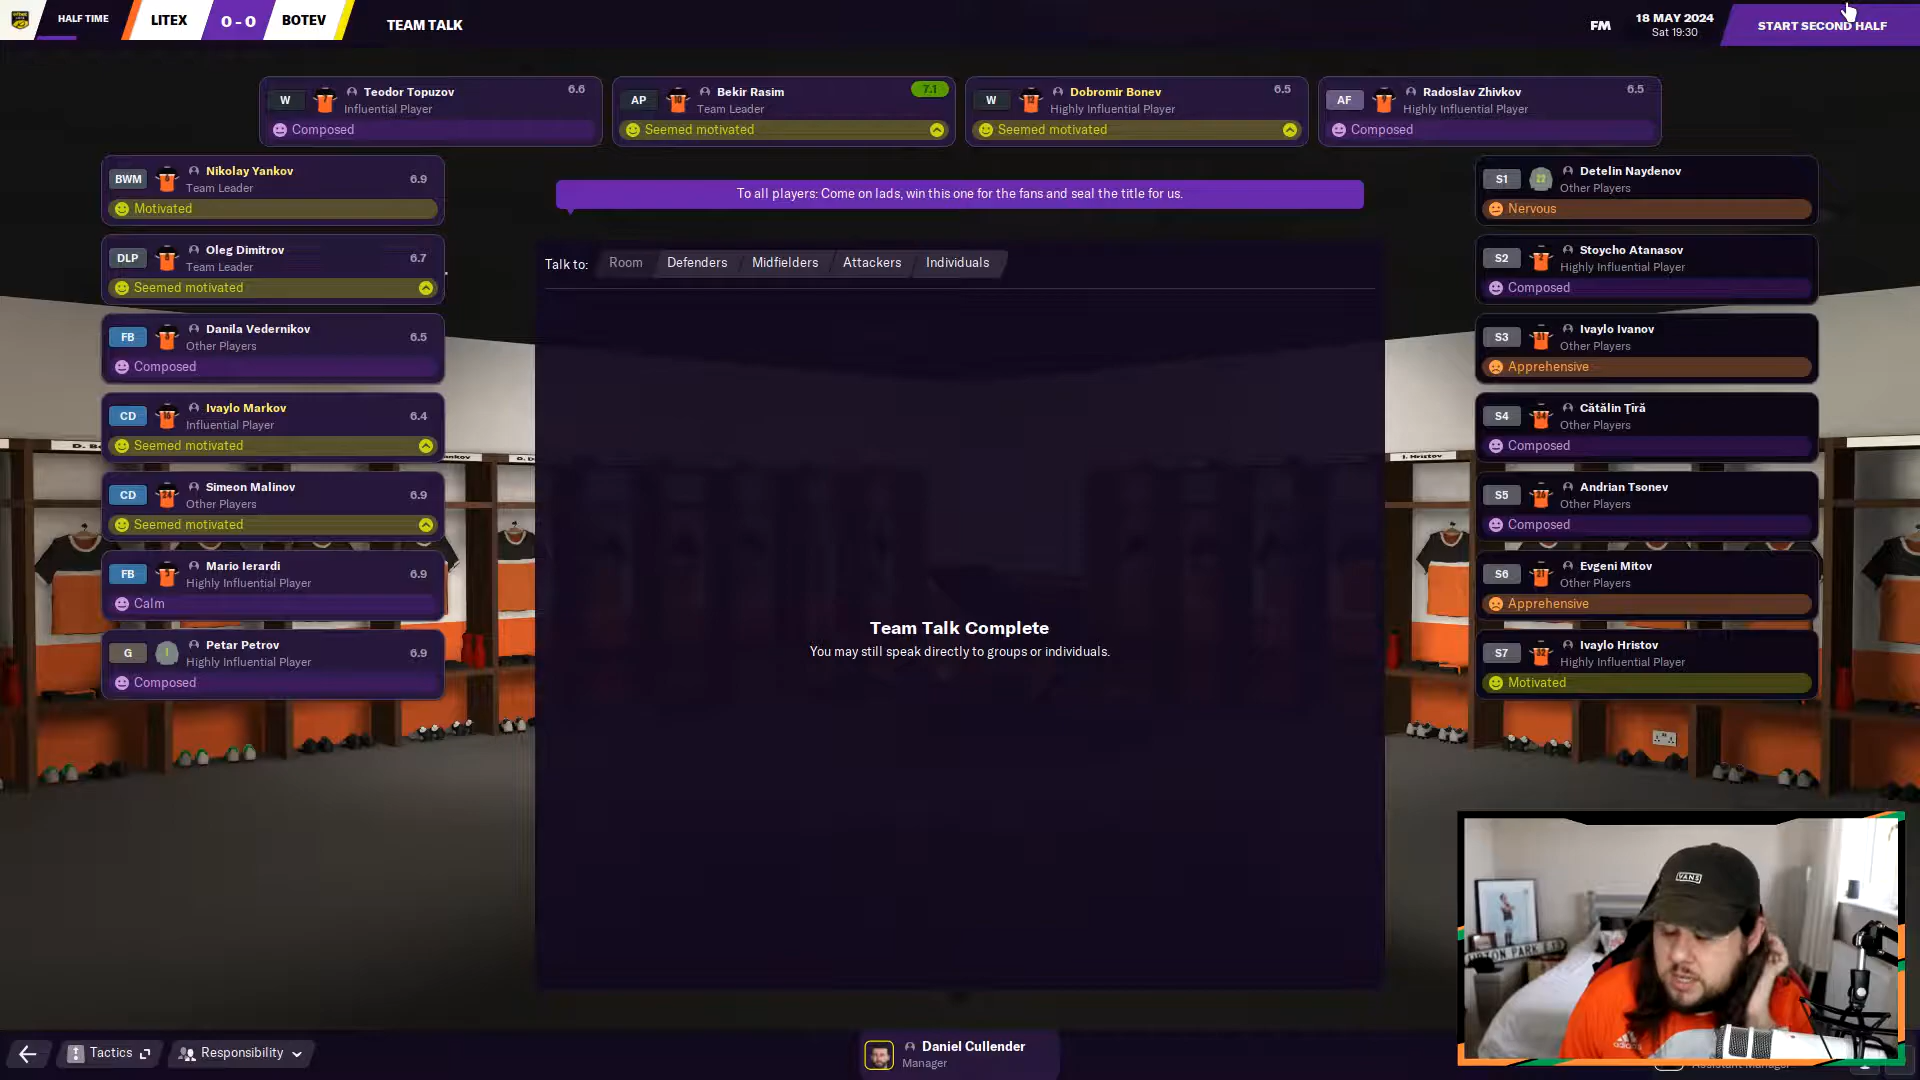 HALF TIME
LITEX
0 - 0
BOTEV
TEAM TALK
FM
18 MAY 2024
Sat 19:30
START SECOND HALF
W
Teodor Topuzov
6.6
Influential Player
Composed
AP
Bekir Rasim
7.1
Team Leader
Seemed motivated
W
Dobromir Bonev
6.5
Highly Influential Player
Seemed motivated
AF
Radoslav Zhivkov
6.5
Highly Influential Player
Composed
BWM
Nikolay Yankov
6.9
Team Leader
Motivated
DLP
Oleg Dimitrov
6.7
Team Leader
Seemed motivated
FB
Danila Vedernikov
6.5
Other Players
Composed
CD
Ivaylo Markov
6.4
Influential Player
Seemed motivated
CD
Simeon Malinov
6.9
Other Players
Seemed motivated
FB
Mario Ierardi
6.9
Highly Influential Player
Calm
G
Petar Petrov
6.9
Highly Influential Player
Composed
To all players: Come on lads, win this one for the fans and seal the title for us.
Talk to: Room Defenders Midfielders Attackers Individuals
Team Talk Complete
You may still speak directly to groups or individuals.
S1
22
Detelin Naydenov
Other Players
Nervous
S2
Stoycho Atanasov
Highly Influential Player
Composed
S3
Ivaylo Ivanov
Other Players
Apprehensive
S4
Cătălin Țîră
Other Players
Composed
S5
Andrian Tsonev
Other Players
Composed
S6
Evgeni Mitov
Other Players
Apprehensive
S7
Ivaylo Hristov
Highly Influential Player
Motivated
I. Hristov
VANS
adidas
Tactics
Responsibility
Daniel Cullender
Manager
Assistant Manager